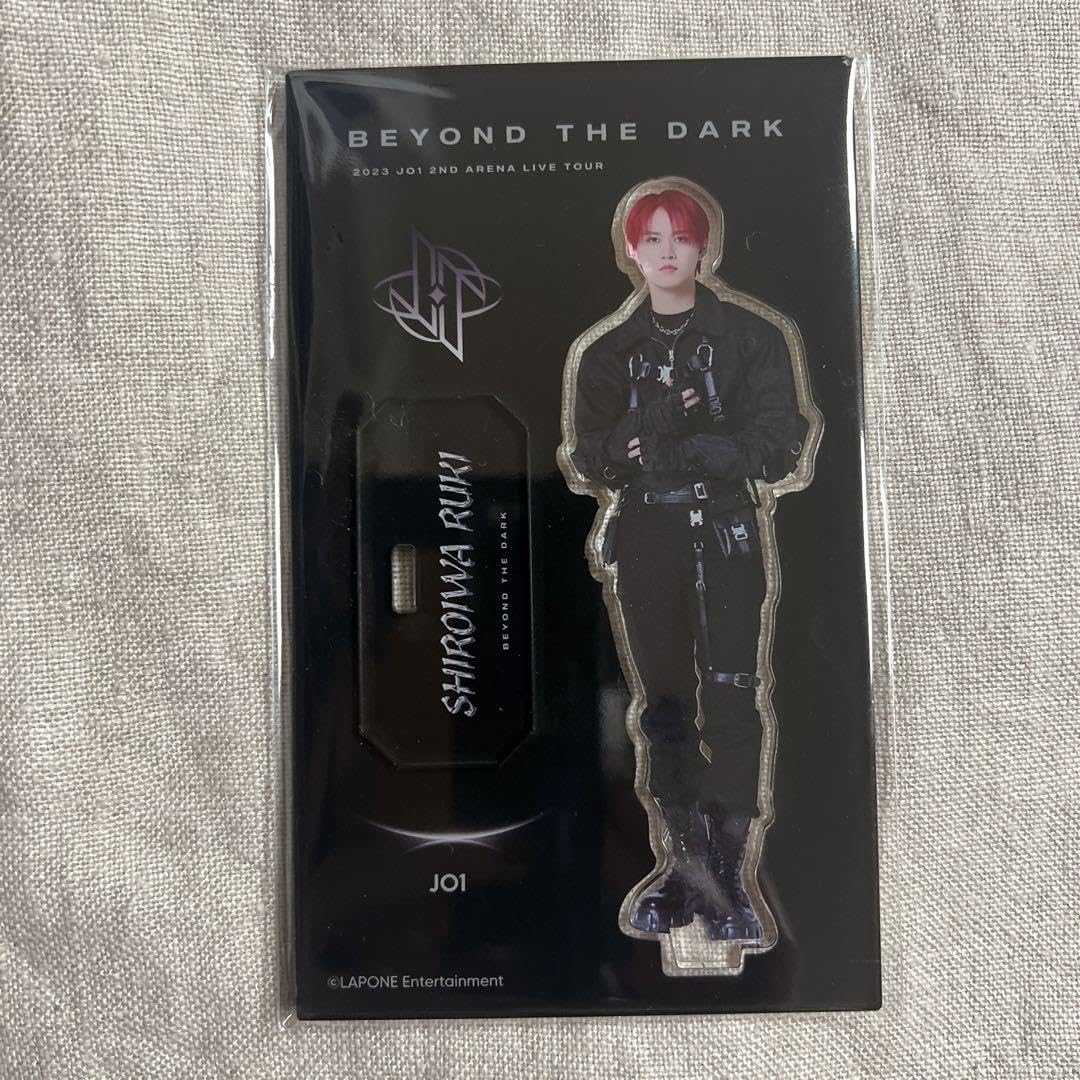 BEYOND THE DARK
2023 JO1 2ND ARENA LIVE TOUR
SHIROIWA RUKI
BEYOND THE DARK
JO1
©LAPONE Entertainment